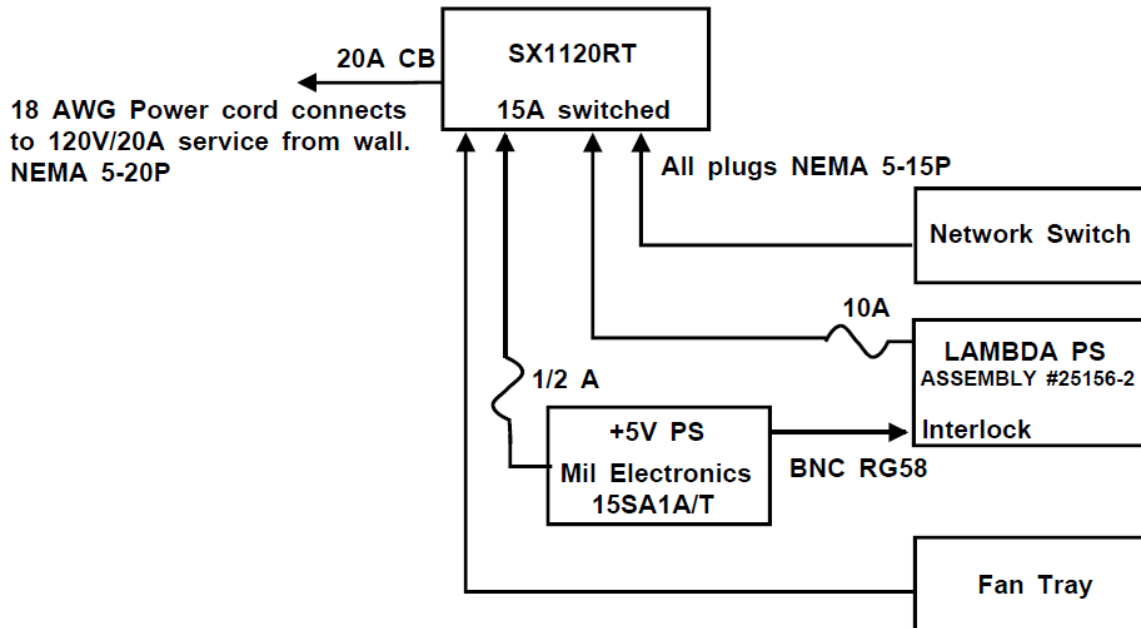 20A CB
SX1120RT
15A switched
18 AWG Power cord connects
to 120V/20A service from wall.
NEMA 5-20P
All plugs NEMA 5-15P
Network Switch
10A
LAMBDA PS
ASSEMBLY #25156-2
Interlock
1/2 A
+5V PS
Mil Electronics
15SA1A/T
BNC RG58
Fan Tray